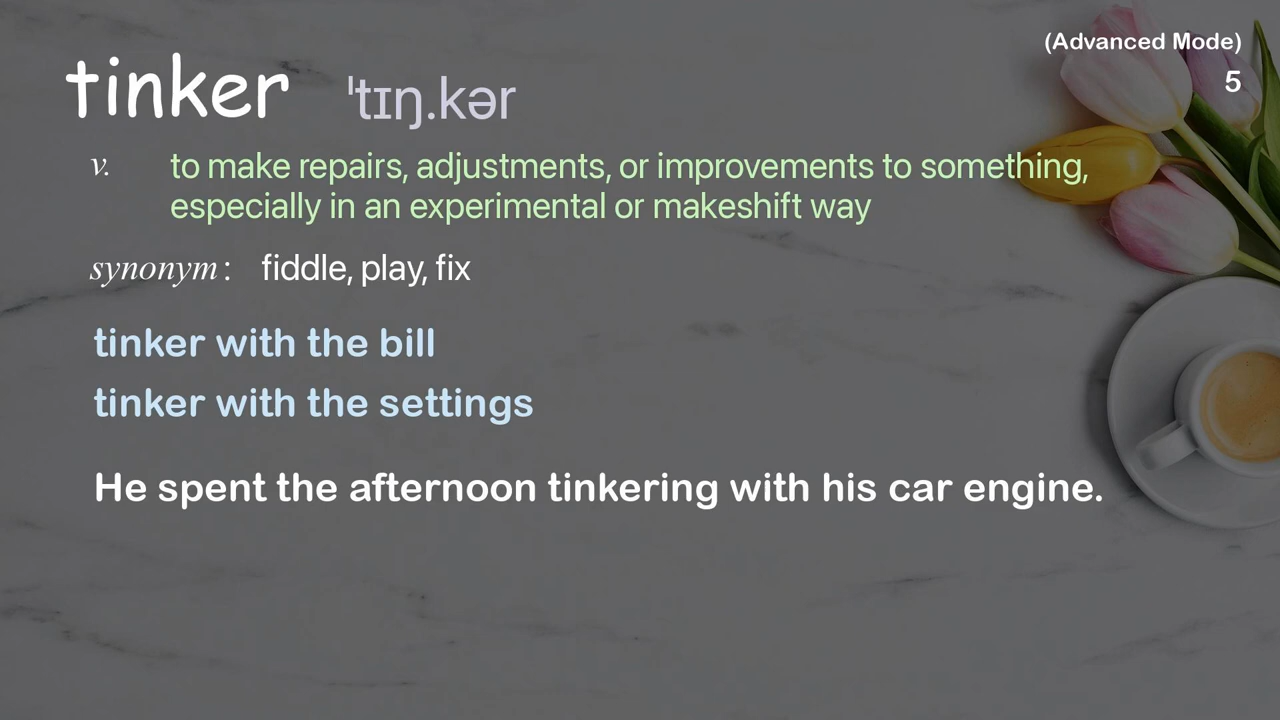 (Advanced Mode)
5
tinker ˈtɪŋ.kər
v. to make repairs, adjustments, or improvements to something,
especially in an experimental or makeshift way
synonym: fiddle, play, fix
tinker with the bill
tinker with the settings
He spent the afternoon tinkering with his car engine.